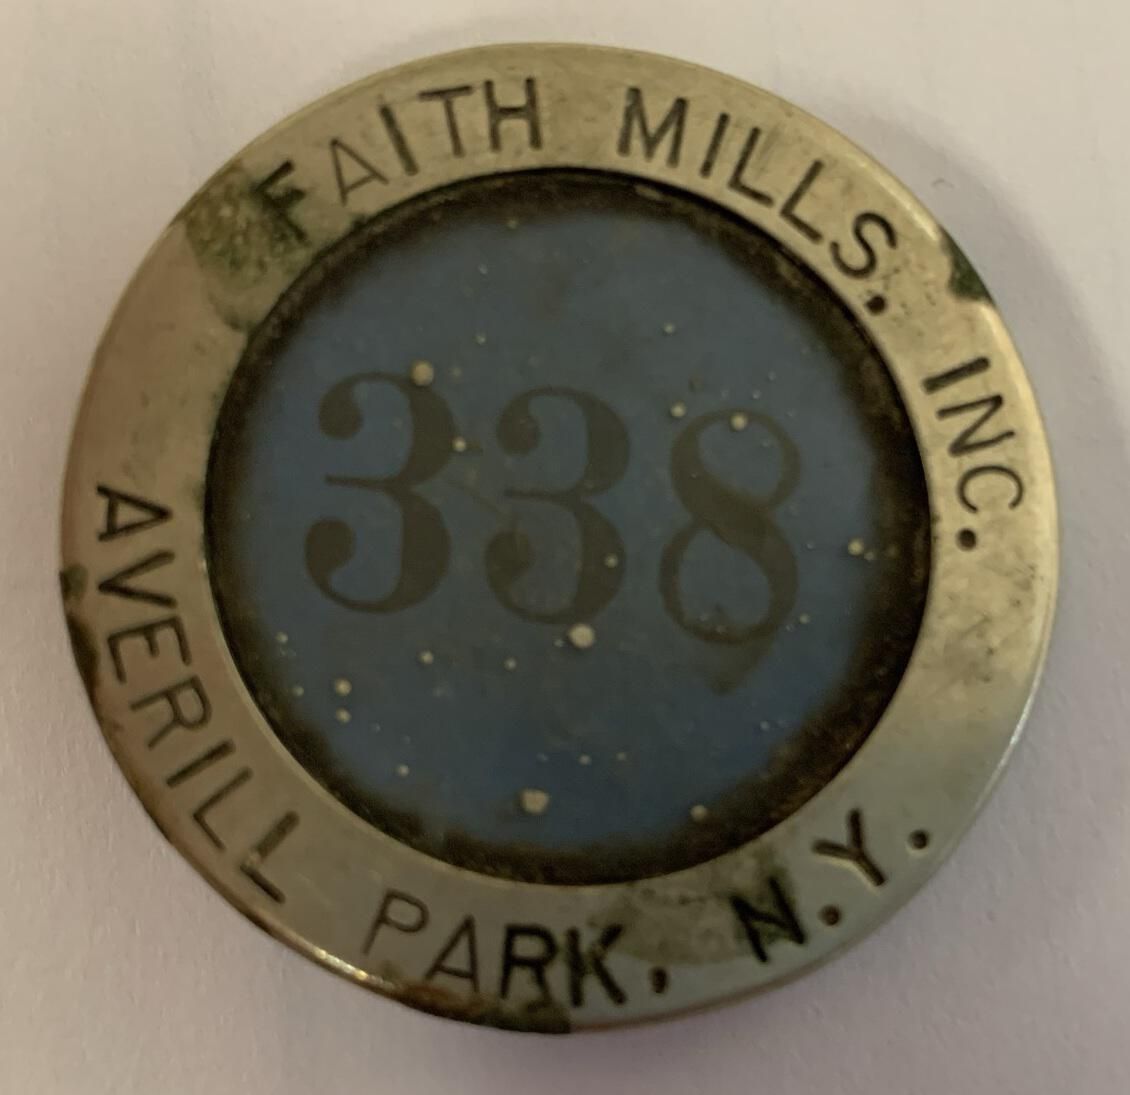 FAITH MILLS, INC.
338
AVERILL PARK, N.Y.